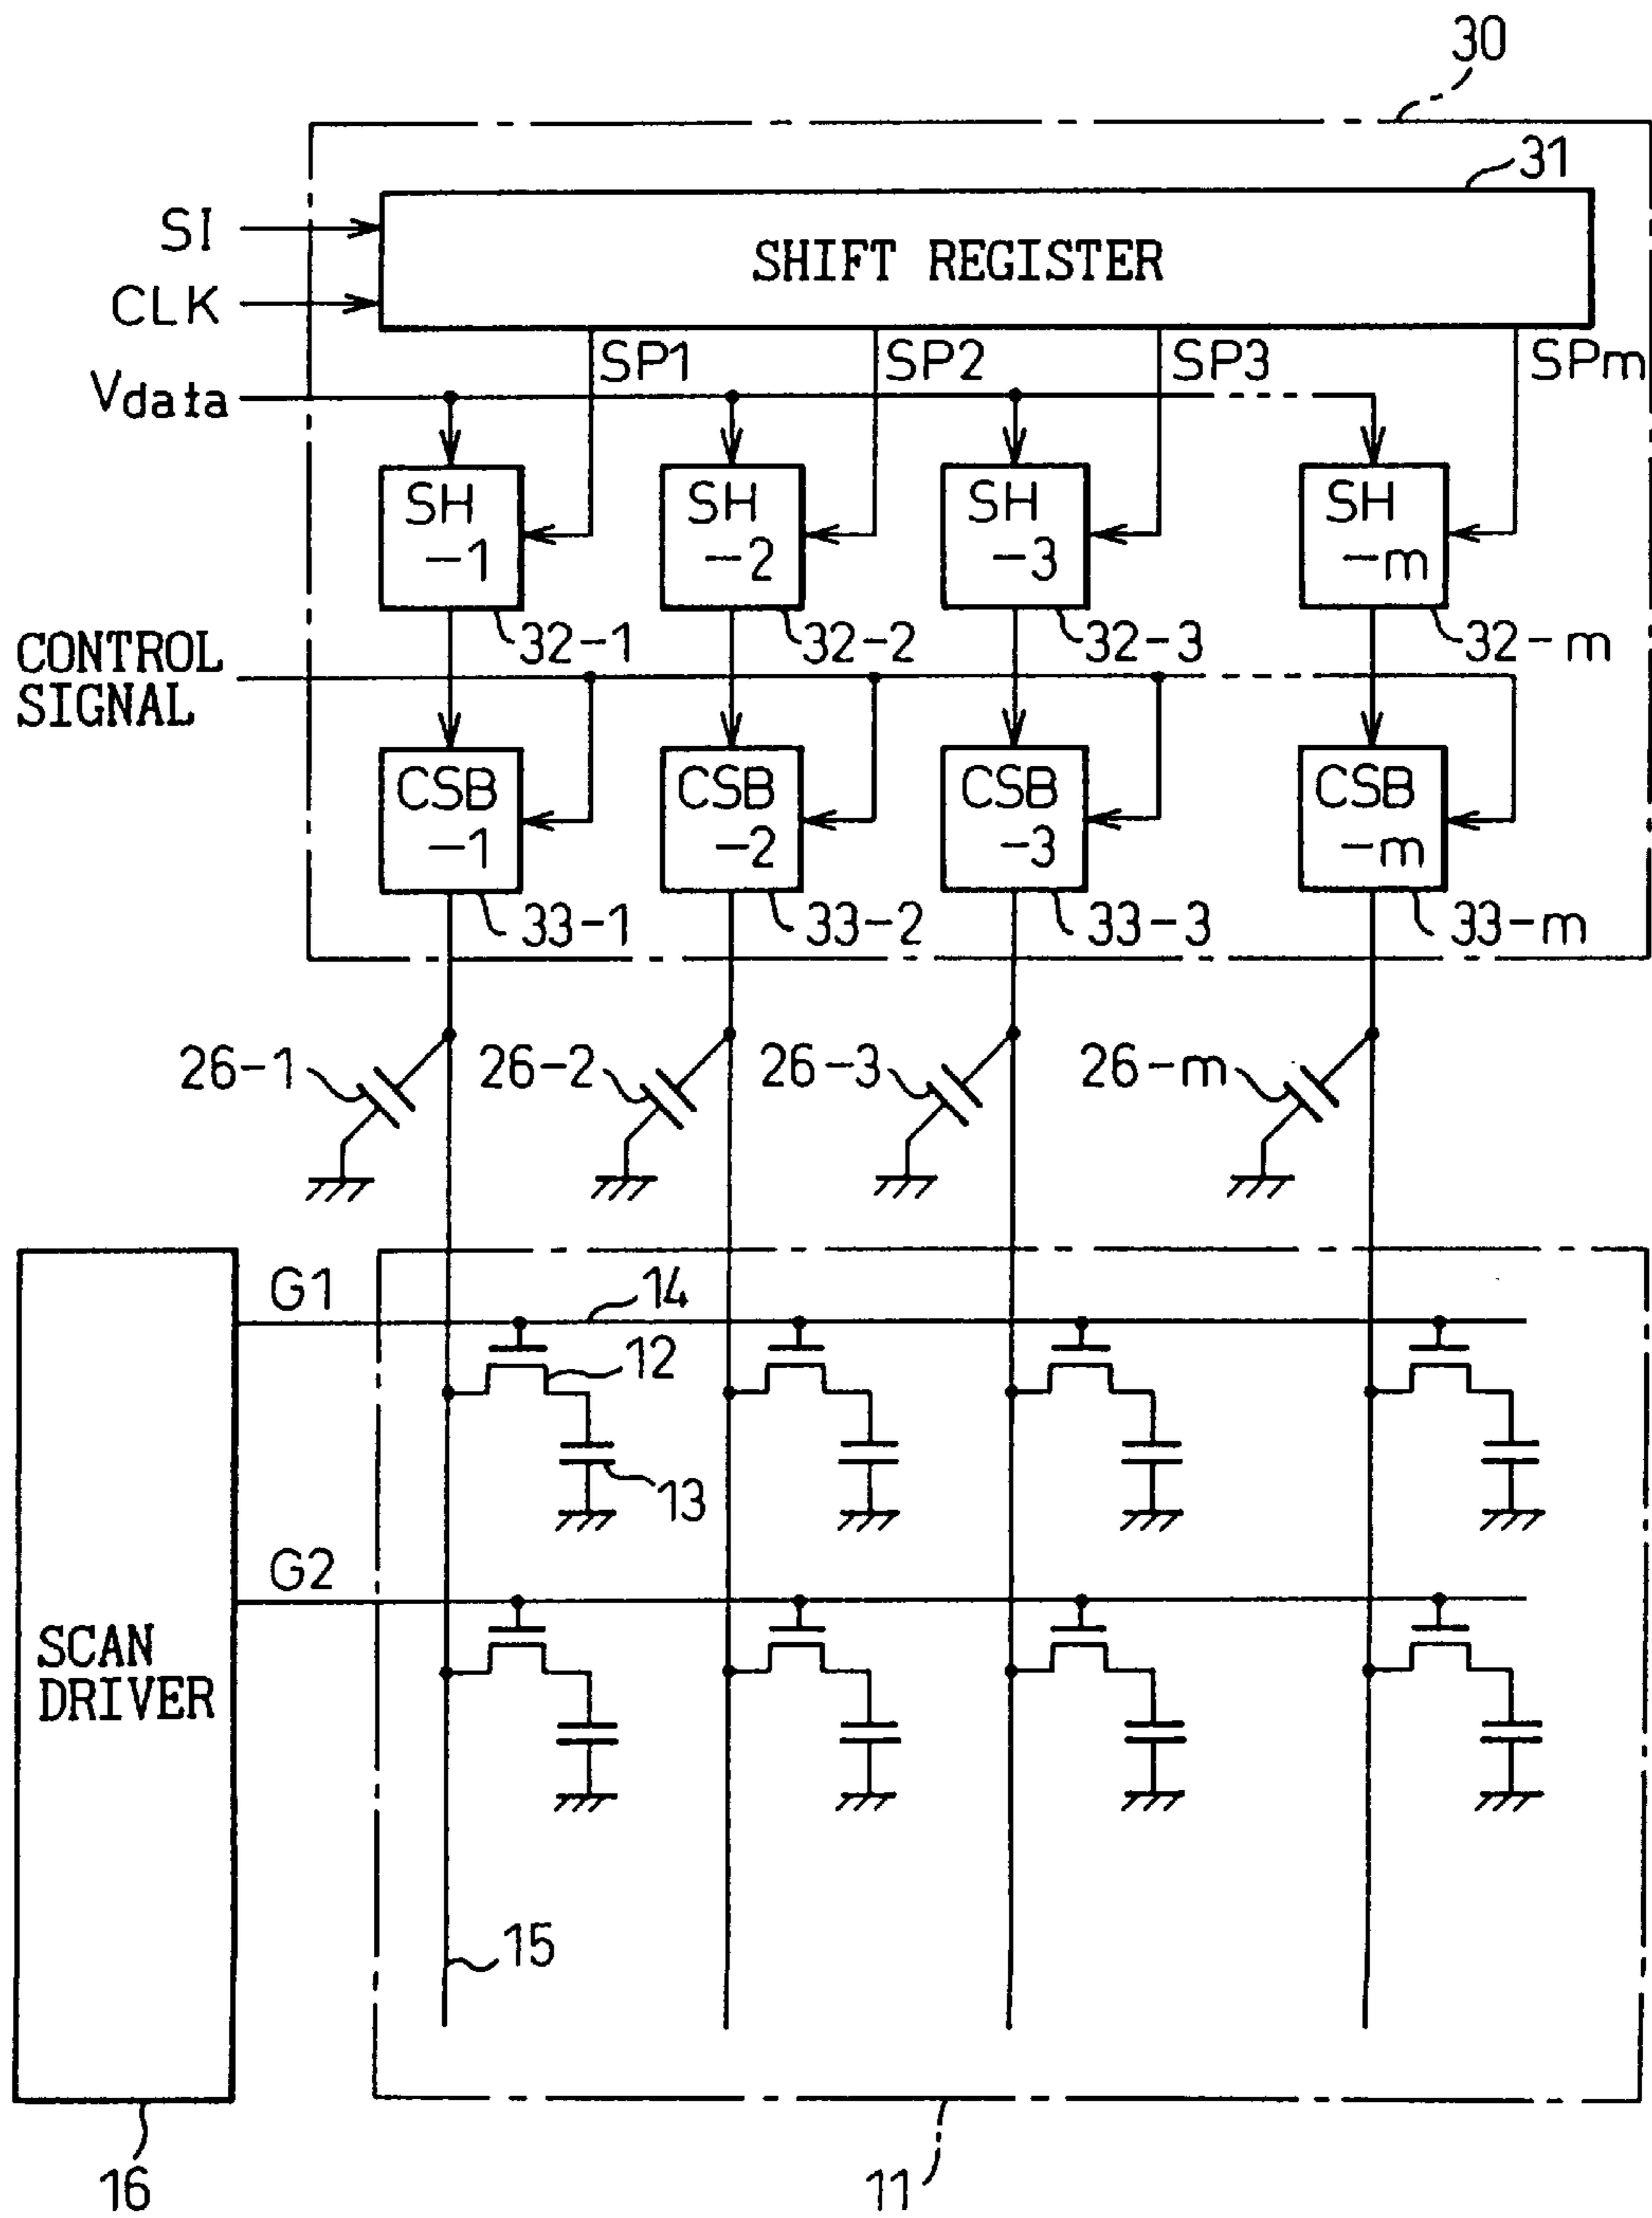 30
31
SI
SHIFT REGISTER
CLK
SP1 SP2 SP3 SPm
Vdata
SH SH SH SH
-1 -2 -3 -m
32-1 32-2 32-3 32-m
CONTROL
SIGNAL
CSB CSB CSB CSB
-1 -2 -3 -m
33-1 33-2 33-3 33-m
26-1 26-2 26-3 26-m
G1 14
12
13
G2
SCAN
DRIVER
15
16 11